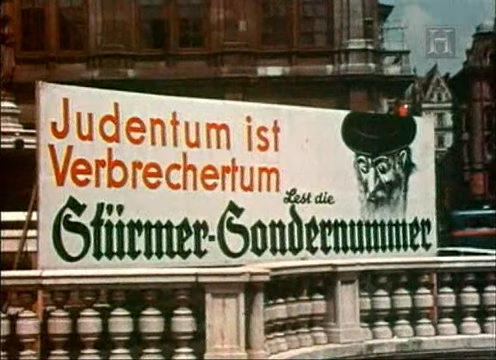 Judentum ist
Verbrechertum
Lest die
Stürmer-Sondernummer
H